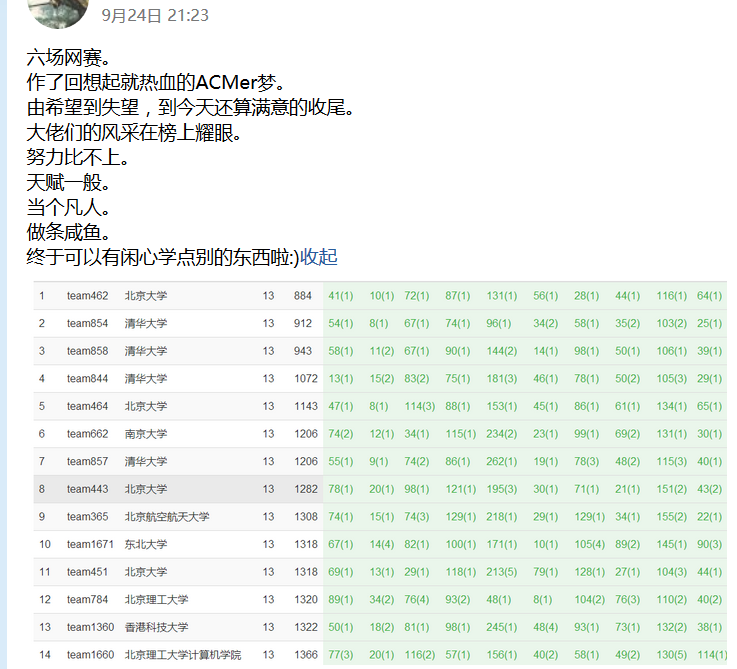 9月24日 21:23
六场网赛。
作了回想起就热血的ACMer梦。
由希望到失望，到今天还算满意的收尾。
大佬们的风采在榜上耀眼。
努力比不上。
天赋一般。
当个凡人。
做条咸鱼。
终于可以有闲心学点别的东西啦:)收起
1 team462 北京大学 13 884 41(1) 10(1) 72(1) 87(1) 131(1) 56(1) 28(1) 44(1) 116(1) 64(1)
2 team854 清华大学 13 912 54(1) 8(1) 67(1) 74(1) 96(1) 34(2) 58(1) 35(2) 103(2) 25(1)
3 team858 清华大学 13 943 58(1) 11(2) 67(1) 90(1) 144(2) 14(1) 98(1) 50(1) 106(1) 39(1)
4 team844 清华大学 13 1072 13(1) 15(2) 83(2) 75(1) 181(3) 46(1) 78(1) 50(2) 105(3) 29(1)
5 team464 北京大学 13 1143 47(1) 8(1) 114(3) 88(1) 153(1) 45(1) 86(1) 61(1) 134(1) 65(1)
6 team662 南京大学 13 1206 74(2) 12(1) 34(1) 115(1) 234(2) 23(1) 99(1) 69(2) 131(1) 30(1)
7 team857 清华大学 13 1206 55(1) 9(1) 74(2) 86(1) 262(1) 19(1) 78(3) 48(2) 115(3) 40(1)
8 team443 北京大学 13 1282 78(1) 20(1) 98(1) 121(1) 195(3) 30(1) 71(1) 21(1) 151(2) 43(2)
9 team365 北京航空航天大学 13 1308 74(1) 15(1) 74(3) 129(1) 218(1) 29(1) 129(1) 34(1) 155(2) 22(1)
10 team1671 东北大学 13 1318 67(1) 14(4) 82(1) 100(1) 171(1) 10(1) 105(4) 89(2) 145(1) 90(3)
11 team451 北京大学 13 1318 69(1) 13(1) 29(1) 118(1) 213(5) 79(1) 128(1) 27(1) 104(3) 44(1)
12 team784 北京理工大学 13 1320 89(1) 34(2) 76(4) 93(2) 48(1) 8(1) 104(2) 76(3) 110(2) 40(2)
13 team1360 香港科技大学 13 1322 50(1) 18(2) 81(1) 98(1) 245(1) 48(4) 93(1) 73(1) 132(2) 38(1)
14 team1660 北京理工大学计算机学院 13 1366 77(3) 20(1) 116(2) 57(1) 156(1) 40(2) 58(1) 49(2) 130(5) 114(1)